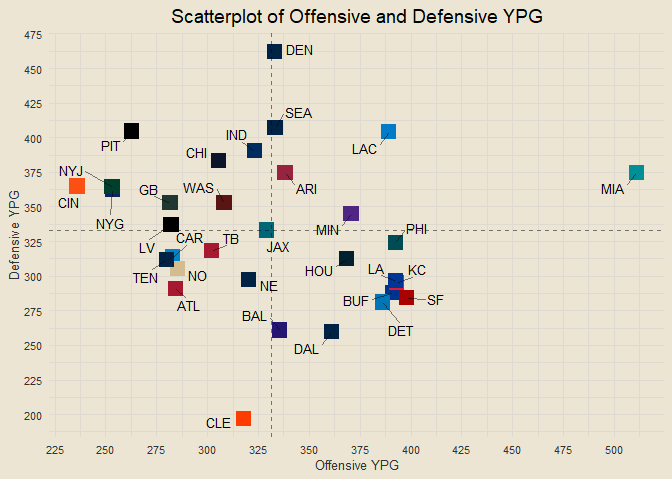 Scatterplot of Offensive and Defensive YPG
475
DEN
450
425
SEA
400
PIT
IND
LAC
CHI
375
NYJ
GB
WAS
ARI
MIA
CIN
350
NYG
MIN
PHI
Defensive YPG
325
LV
CAR
TB
JAX
300
TEN
NO
HOU
LA
KC
NE
275
ATL
BUF
SF
BAL
DET
250
DAL
225
CLE
200
225
250
275
300
325
350
375
400
425
450
475
500
Offensive YPG